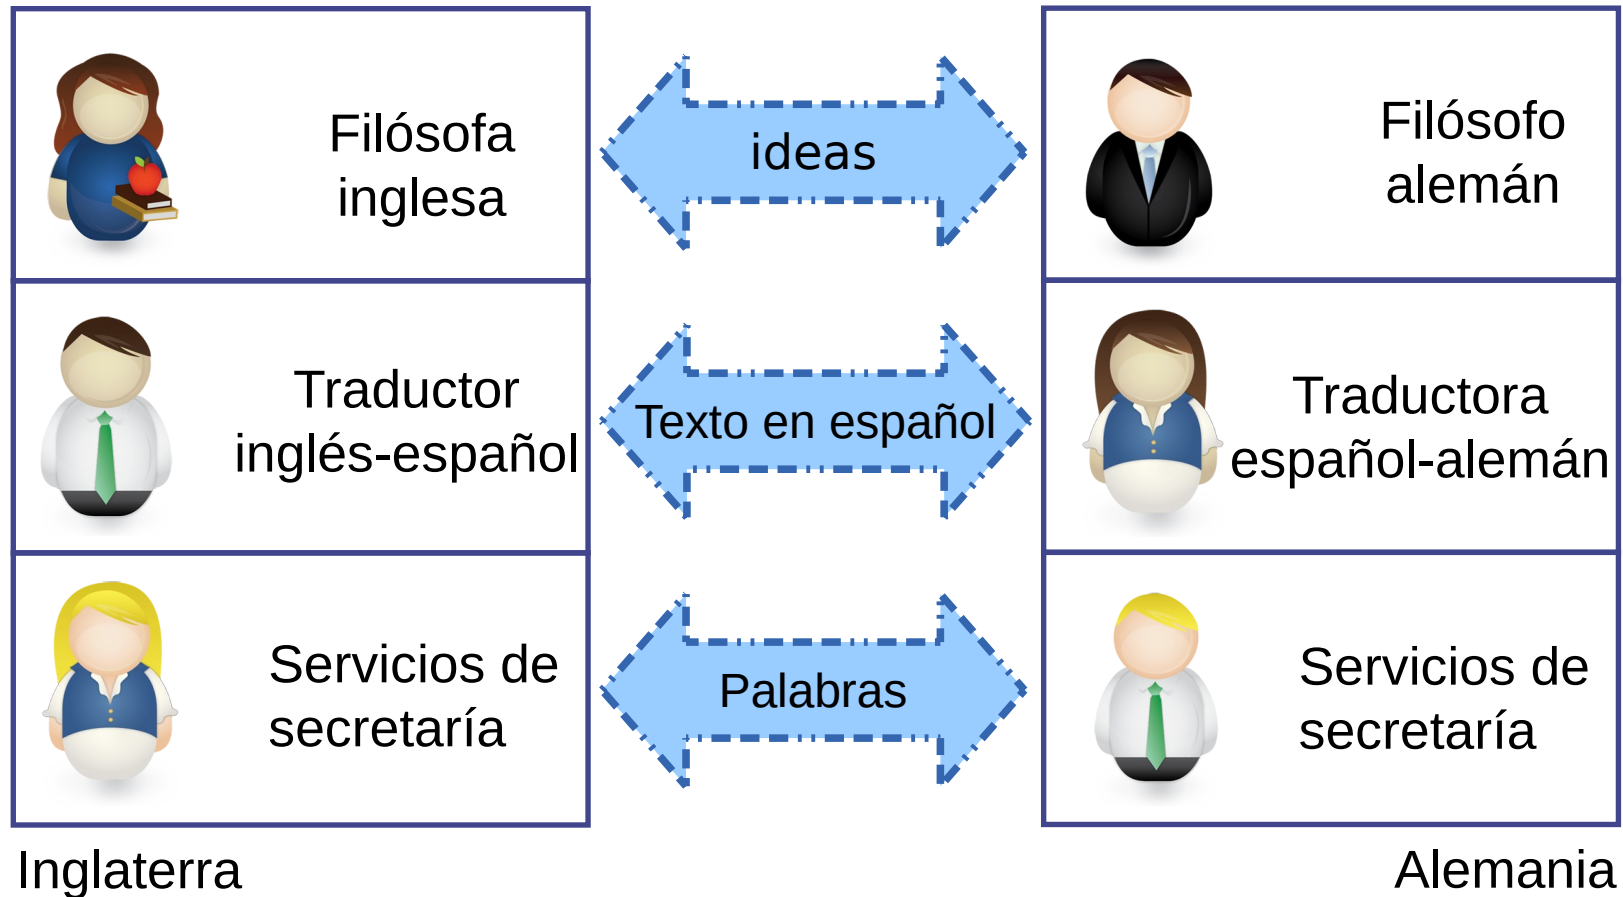 Filósofa
inglesa
ideas
Filósofo
alemán
Traductor
inglés-español
Texto en español
Traductora
español-alemán
Servicios de
secretaría
Palabras
Servicios de
secretaría
Inglaterra
Alemania